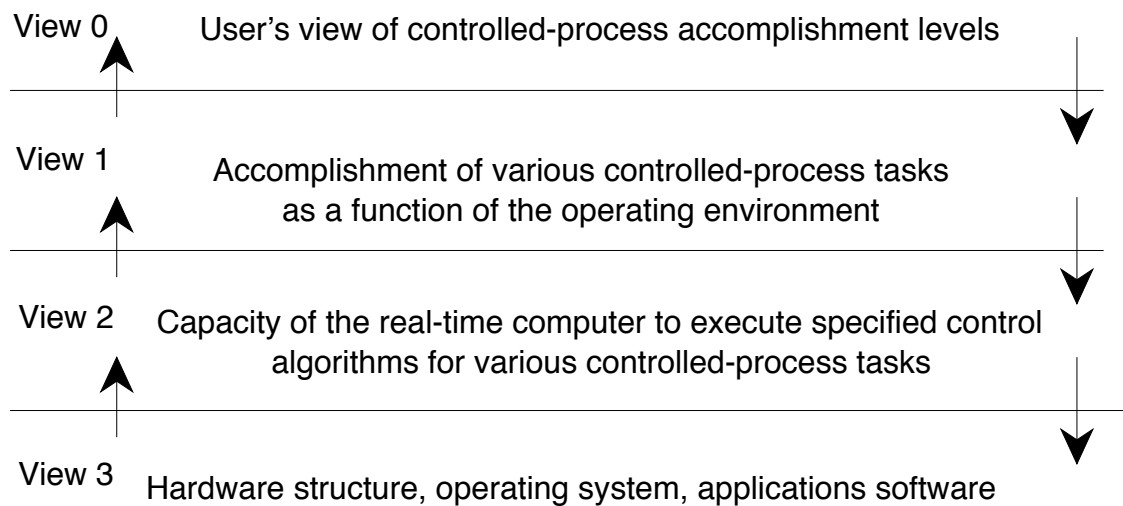 View 0 User’s view of controlled-process accomplishment levels
View 1 Accomplishment of various controlled-process tasks
as a function of the operating environment
View 2 Capacity of the real-time computer to execute specified control
algorithms for various controlled-process tasks
View 3 Hardware structure, operating system, applications software